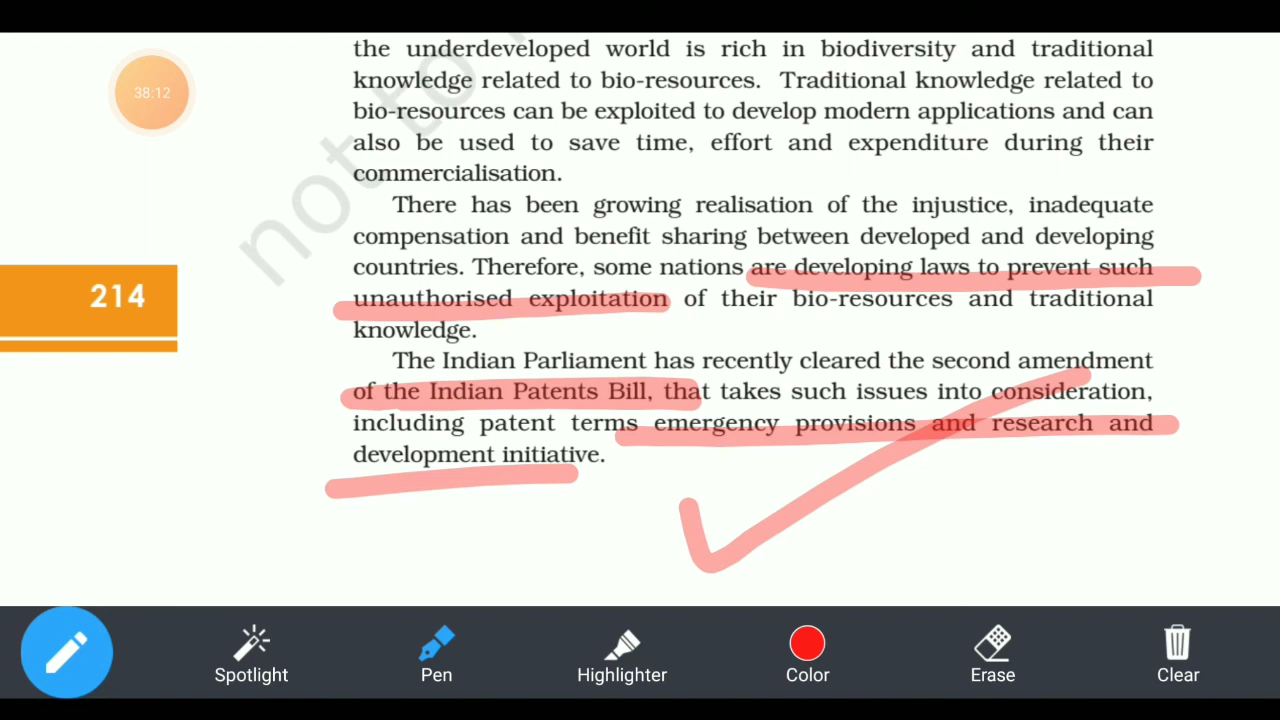 the underdeveloped world is rich in biodiversity and traditional
knowledge related to bio-resources. Traditional knowledge related to
bio-resources can be exploited to develop modern applications and can
also be used to save time, effort and expenditure during their
commercialisation.
There has been growing realisation of the injustice, inadequate
compensation and benefit sharing between developed and developing
countries. Therefore, some nations are developing laws to prevent such
unauthorised exploitation of their bio-resources and traditional
knowledge.
The Indian Parliament has recently cleared the second amendment
of the Indian Patents Bill, that takes such issues into consideration,
including patent terms emergency provisions and research and
development initiative.
38:12
214
not to
Spotlight
Pen
Highlighter
Color
Erase
Clear